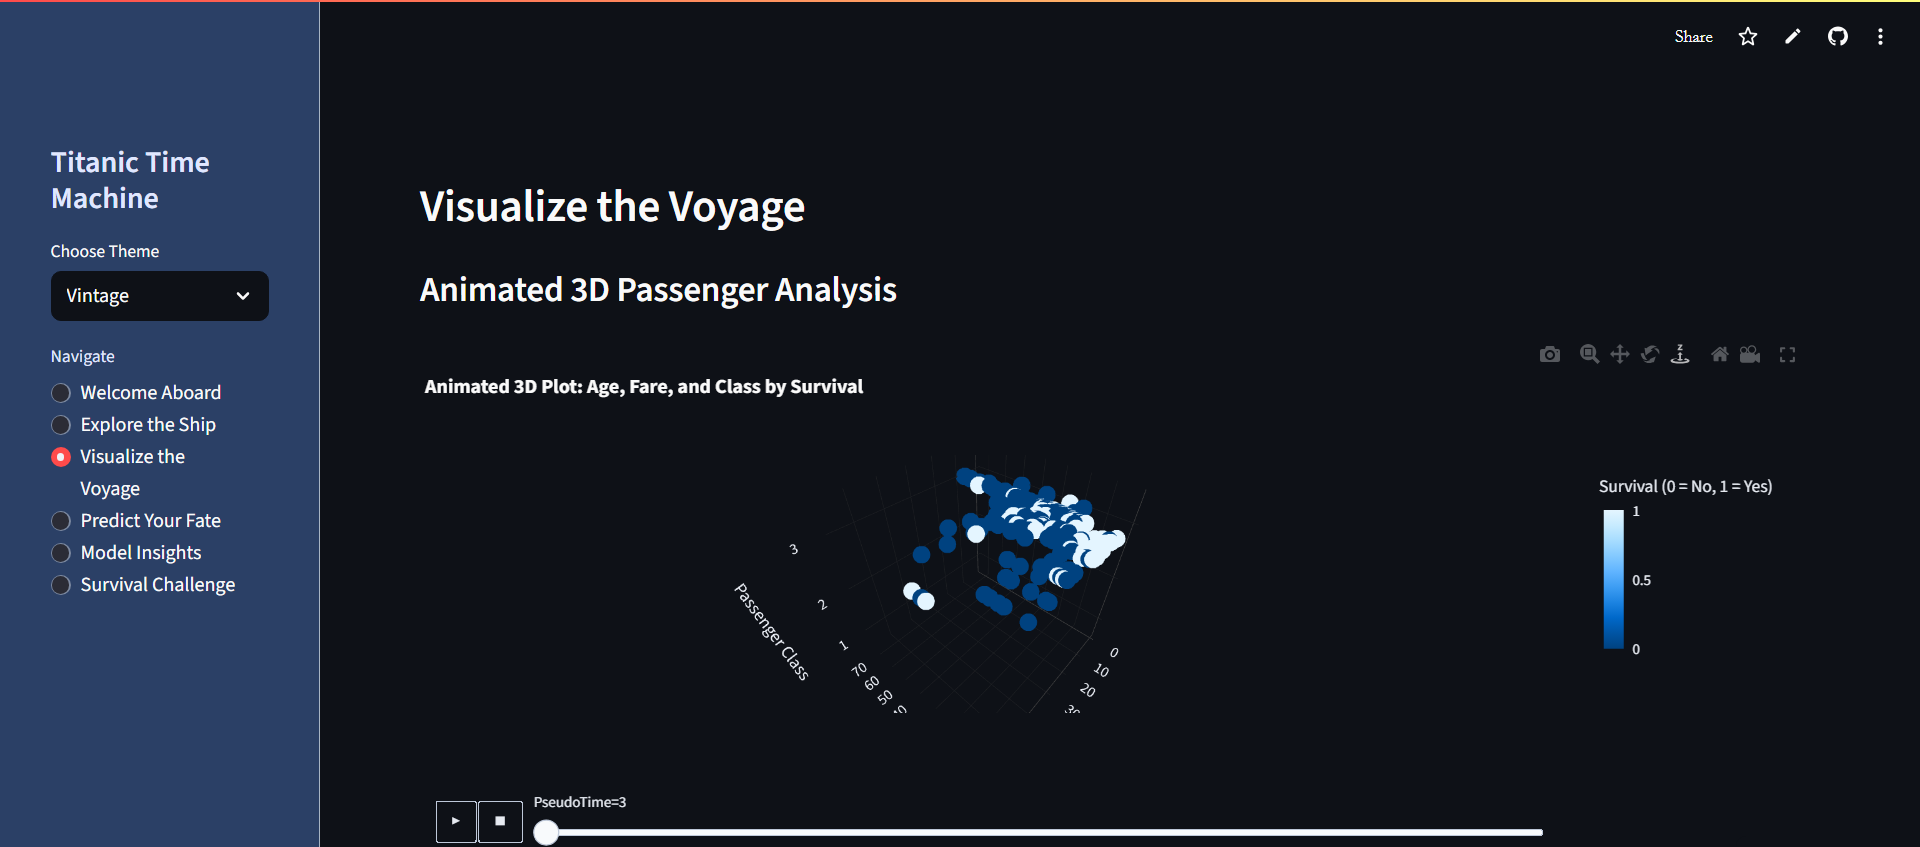 Share
Titanic Time
Machine
Choose Theme
Vintage
Navigate
Welcome Aboard
Explore the Ship
Visualize the
Voyage
Predict Your Fate
Model Insights
Survival Challenge
Visualize the Voyage
Animated 3D Passenger Analysis
Z
Animated 3D Plot: Age, Fare, and Class by Survival
Survival (0 = No, 1 = Yes)
1
0.5
0
3
2
1
Passenger Class
70
60
50
0
10
20
PseudoTime=3